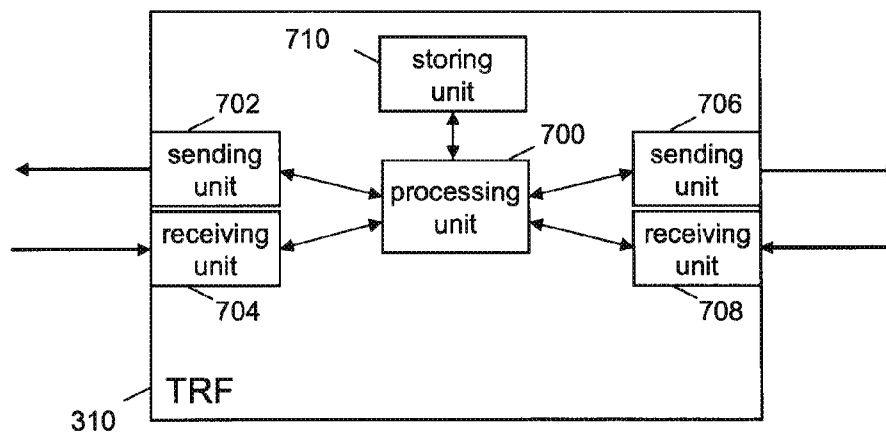 710
storing
unit
702
700
706
sending
unit
processing
unit
sending
unit
receiving
unit
receiving
unit
704
708
TRF
310